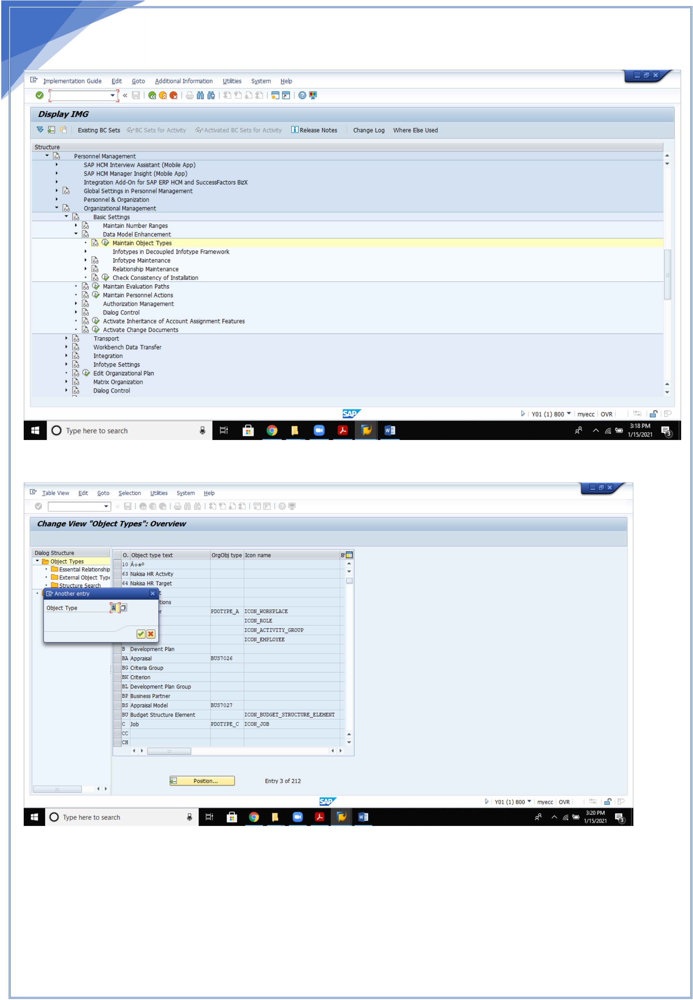 Implementation Guide Edit Goto Additional Information Utilities System Help
Display IMG
Existing BC Sets BC Sets for Activity Activated BC Sets for Activity Release Notes Change Log Where Else Used
Structure
Personnel Management
SAP HCM Interview Assistant (Mobile App)
SAP HCM Manager Insight (Mobile App)
Integration Add-On for SAP ERP HCM and SuccessFactors BizX
Global Settings in Personnel Management
Personnel & Organization
Organizational Management
Basic Settings
Maintain Number Ranges
Data Model Enhancement
Maintain Object Types
Infotypes in Decoupled Infotype Framework
Infotype Maintenance
Relationship Maintenance
Check Consistency of Installation
Maintain Evaluation Paths
Maintain Personnel Actions
Authorization Management
Dialog Control
Activate Inheritance of Account Assignment Features
Activate Change Documents
Transport
Workbench Data Transfer
Integration
Infotype Settings
Edit Organizational Plan
Matrix Organization
Dialog Control
SAP Y01 (1) 800 myecc OVR
Type here to search 3:18 PM
1/15/2021 3
Table View Edit Goto Selection Utilities System Help
Change View "Object Types": Overview
Dialog Structure O. Object type text OrgObj type Icon name
Object Types 10 Á÷±º
Essential Relationship 63 Nakisa HR Activity
External Object Type 64 Nakisa HR Target
Structure Search
Another entry t
tions
Object Type A r PDOTYPE_A ICON_WORKPLACE
ICON_ROLE
ICON_ACTIVITY_GROUP
ICON_EMPLOYEE
B Development Plan
BA Appraisal BUS7026
BG Criteria Group
BK Criterion
BL Development Plan Group
BP Business Partner
BS Appraisal Model BUS7027
BU Budget Structure Element ICON_BUDGET_STRUCTURE_ELEMENT
C Job PDOTYPE_C ICON_JOB
CC
CH
Position... Entry 3 of 212
SAP Y01 (1) 800 myecc OVR
Type here to search 3:20 PM
1/15/2021 3